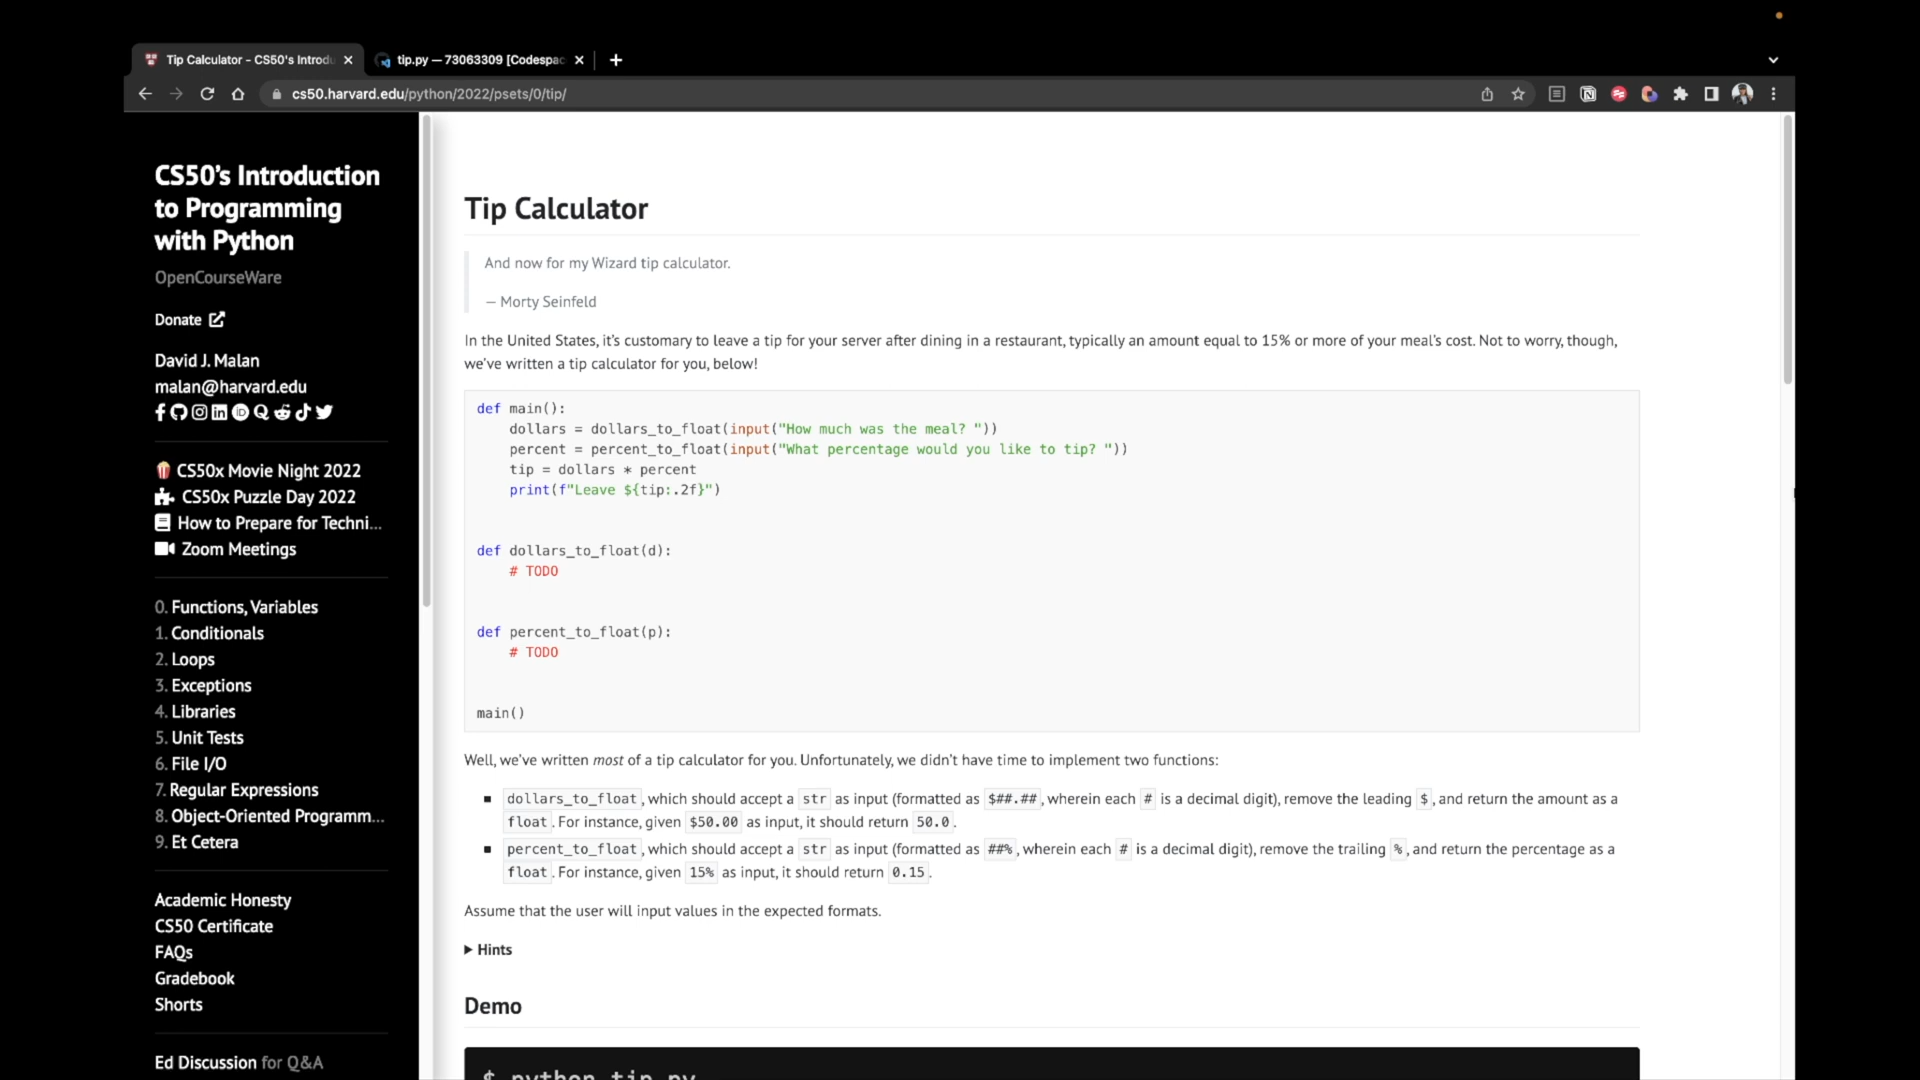 Tip Calculator - CS50's Introdu
tip.py — 73063309 [Codespac
cs50.harvard.edu/python/2022/psets/0/tip/
CS50's Introduction
to Programming
with Python
OpenCourseWare
Donate
David J. Malan
malan@harvard.edu
CS50x Movie Night 2022
CS50x Puzzle Day 2022
How to Prepare for Techni...
Zoom Meetings
0. Functions, Variables
1. Conditionals
2. Loops
3. Exceptions
4. Libraries
5. Unit Tests
6. File I/O
7. Regular Expressions
8. Object-Oriented Programm...
9. Et Cetera
Academic Honesty
CS50 Certificate
FAQs
Gradebook
Shorts
Ed Discussion for Q&A
Tip Calculator
And now for my Wizard tip calculator.
— Morty Seinfeld
In the United States, it's customary to leave a tip for your server after dining in a restaurant, typically an amount equal to 15% or more of your meal's cost. Not to worry, though,
we've written a tip calculator for you, below!
def main():
    dollars = dollars_to_float(input("How much was the meal? "))
    percent = percent_to_float(input("What percentage would you like to tip? "))
    tip = dollars * percent
    print(f"Leave ${tip:.2f}")
def dollars_to_float(d):
    # TODO
def percent_to_float(p):
    # TODO
main()
Well, we've written most of a tip calculator for you. Unfortunately, we didn't have time to implement two functions:
▪ dollars_to_float, which should accept a str as input (formatted as $##.##, wherein each # is a decimal digit), remove the leading $, and return the amount as a
float. For instance, given $50.00 as input, it should return 50.0.
▪ percent_to_float, which should accept a str as input (formatted as ##%, wherein each # is a decimal digit), remove the trailing %, and return the percentage as a
float. For instance, given 15% as input, it should return 0.15.
Assume that the user will input values in the expected formats.
▶ Hints
Demo
$ python tip.py